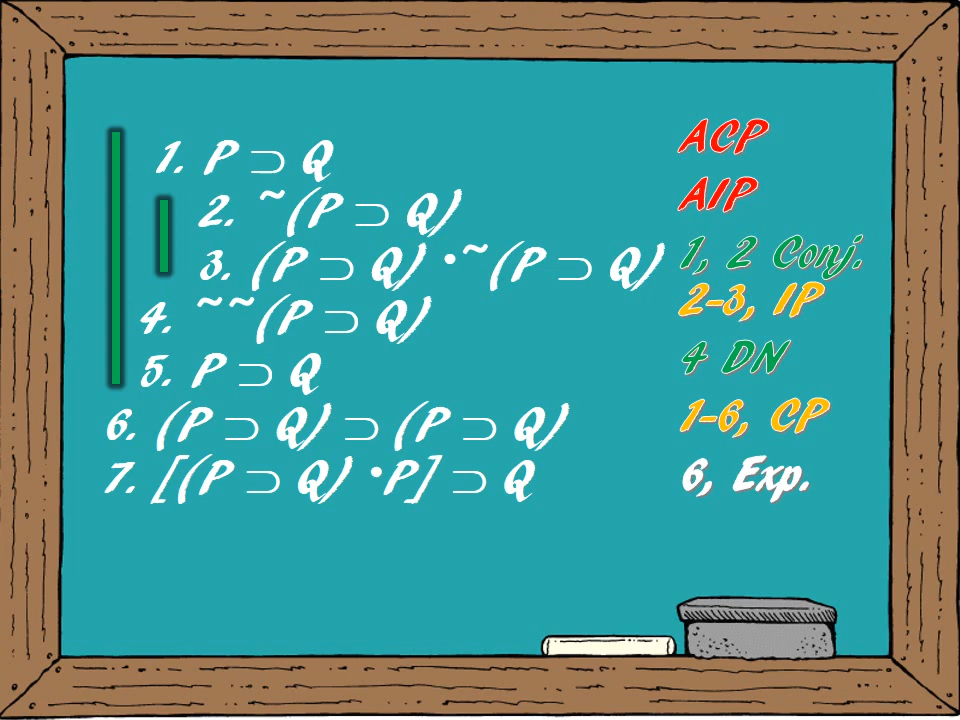 1. P ⊃ Q ACP
2. ~(P ⊃ Q) AIP
3. (P ⊃ Q) •~(P ⊃ Q) 1, 2 Conj.
4. ~~(P ⊃ Q) 2-3, IP
5. P ⊃ Q 4 DN
6. (P ⊃ Q) ⊃ (P ⊃ Q) 1-6, CP
7. [(P ⊃ Q) •P] ⊃ Q 6, Exp.